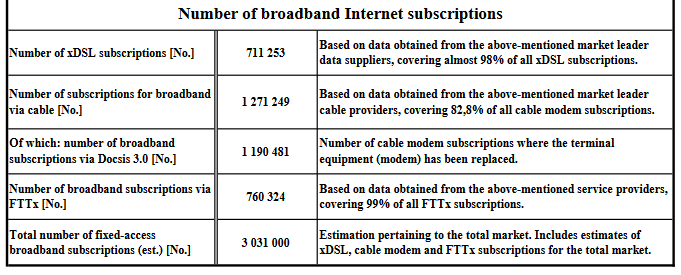 Number of broadband Internet subscriptions
Number of xDSL subscriptions [No.]
711 253
Based on data obtained from the above-mentioned market leader
data suppliers, covering almost 98% of all xDSL subscriptions.
Number of subscriptions for broadband
via cable [No.]
1 271 249
Based on data obtained from the above-mentioned market leader
cable providers, covering 82,8% of all cable modem subscriptions.
Of which: number of broadband
subscriptions via Docsis 3.0 [No.]
1 190 481
Number of cable modem subscriptions where the terminal
equipment (modem) has been replaced.
Number of broadband subscriptions via
FTTx [No.]
760 324
Based on data obtained from the above-mentioned service providers,
covering 99% of all FTTx subscriptions.
Total number of fixed-access
broadband subscriptions (est.) [No.]
3 031 000
Estimation pertaining to the total market. Includes estimates of
xDSL, cable modem and FTTx subscriptions for the total market.